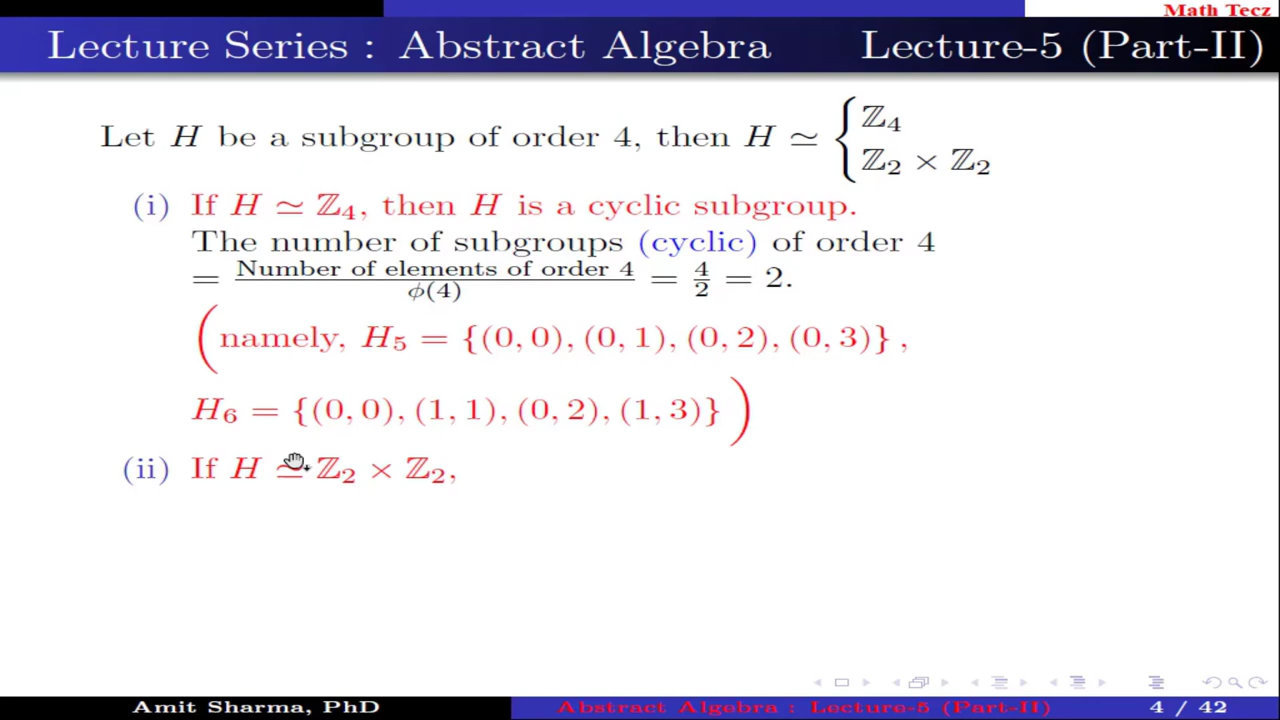 Math Tecz
Lecture Series : Abstract Algebra Lecture-5 (Part-II)
Let H be a subgroup of order 4, then H ≃ { ℤ₄
ℤ₂ × ℤ₂
(i) If H ≃ ℤ₄, then H is a cyclic subgroup.
The number of subgroups (cyclic) of order 4
= Number of elements of order 4 / ϕ(4) = 4/2 = 2.
(namely, H₅ = {(0, 0), (0, 1), (0, 2), (0, 3)} ,
H₆ = {(0, 0), (1, 1), (0, 2), (1, 3)} )
(ii) If H ≃ ℤ₂ × ℤ₂,
Amit Sharma, PhD Abstract Algebra : Lecture-5 (Part-II) 4 / 42